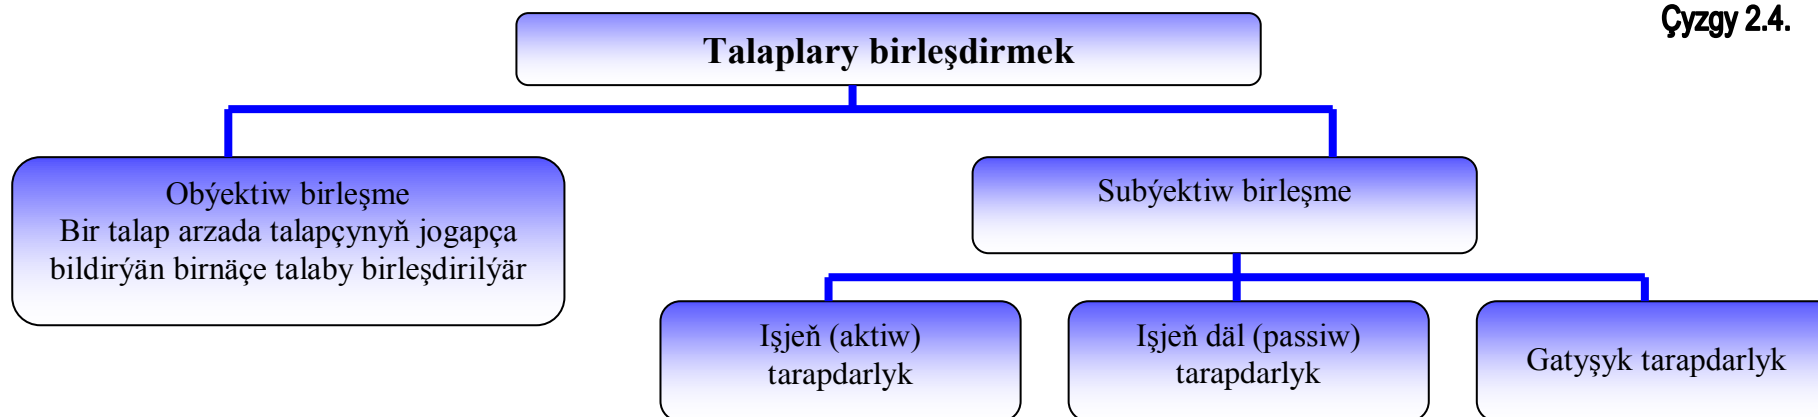 Çyzgy 2.4.
Talaplary birleşdirmek
Obýektiw birleşme
Bir talap arzada talapçynyň jogapça
bildirýän birnäçe talaby birleşdirilýär
Subýektiw birleşme
Işjeň (aktiw)
tarapdarlyk
Işjeň däl (passiw)
tarapdarlyk
Gatyşyk tarapdarlyk